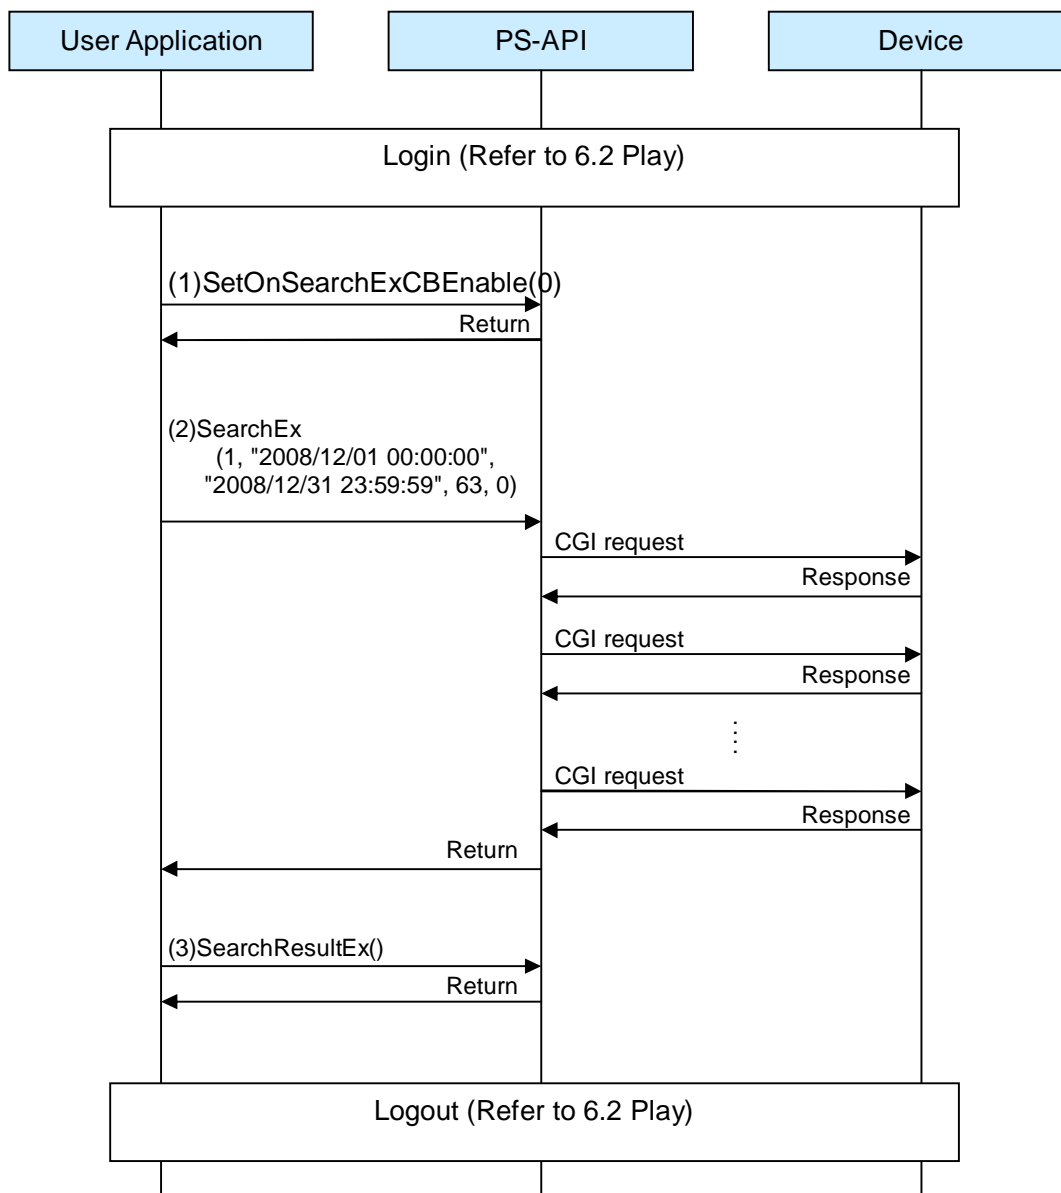 User Application
PS-API
Device
Login (Refer to 6.2 Play)
(1)SetOnSearchExCBEnable(0)
Return
(2)SearchEx
(1, "2008/12/01 00:00:00",
"2008/12/31 23:59:59", 63, 0)
CGI request
Response
CGI request
Response
CGI request
Response
Return
(3)SearchResultEx()
Return
Logout (Refer to 6.2 Play)